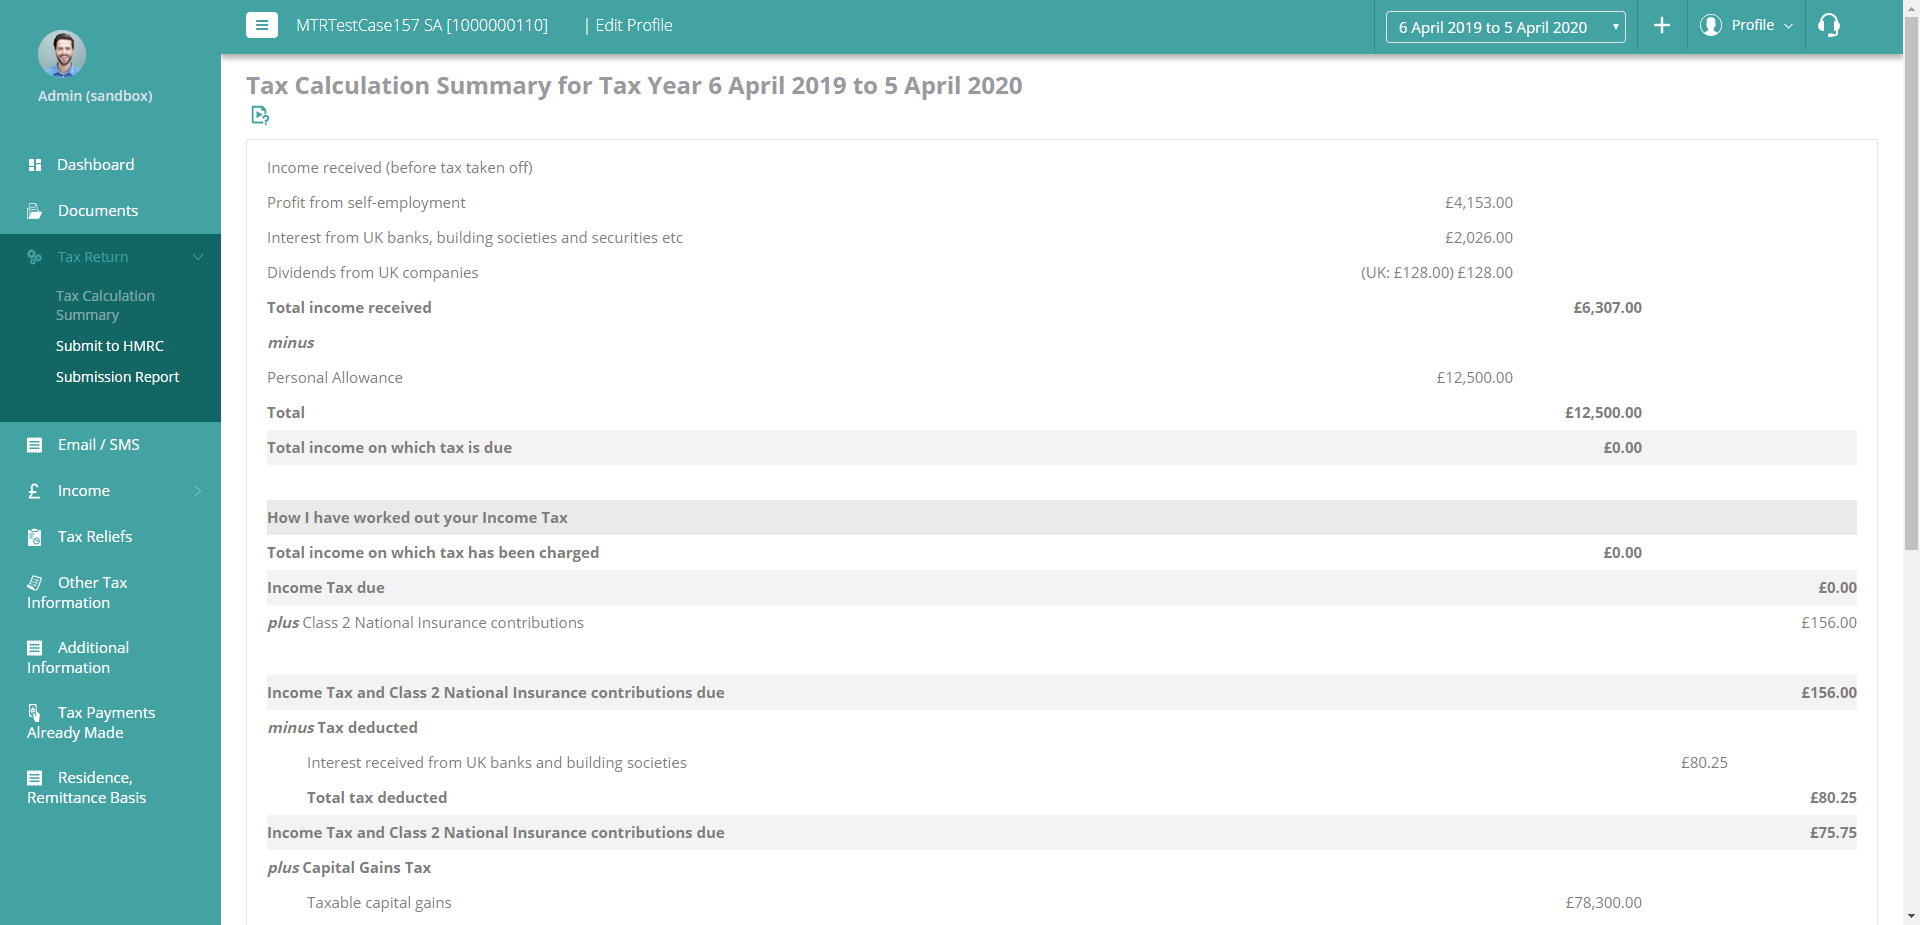 MTRTestCase157 SA [1000000110] | Edit Profile
6 April 2019 to 5 April 2020
Profile
Admin (sandbox)
Dashboard
Documents
Tax Return
Tax Calculation
Summary
Submit to HMRC
Submission Report
Email / SMS
Income
Tax Reliefs
Other Tax
Information
Additional
Information
Tax Payments
Already Made
Residence,
Remittance Basis
Tax Calculation Summary for Tax Year 6 April 2019 to 5 April 2020
Income received (before tax taken off)
Profit from self-employment £4,153.00
Interest from UK banks, building societies and securities etc £2,026.00
Dividends from UK companies (UK: £128.00) £128.00
Total income received £6,307.00
minus
Personal Allowance £12,500.00
Total £12,500.00
Total income on which tax is due £0.00
How I have worked out your Income Tax
Total income on which tax has been charged £0.00
Income Tax due £0.00
plus Class 2 National Insurance contributions £156.00
Income Tax and Class 2 National Insurance contributions due £156.00
minus Tax deducted
Interest received from UK banks and building societies £80.25
Total tax deducted £80.25
Income Tax and Class 2 National Insurance contributions due £75.75
plus Capital Gains Tax
Taxable capital gains £78,300.00